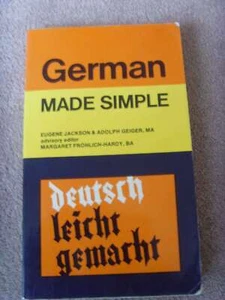 German
MADE SIMPLE
EUGENE JACKSON & ADOLPH GEIGER, MA
advisory editor
MARGARET FRÖHLICH-HARDY, BA
deutsch
leicht
gemacht